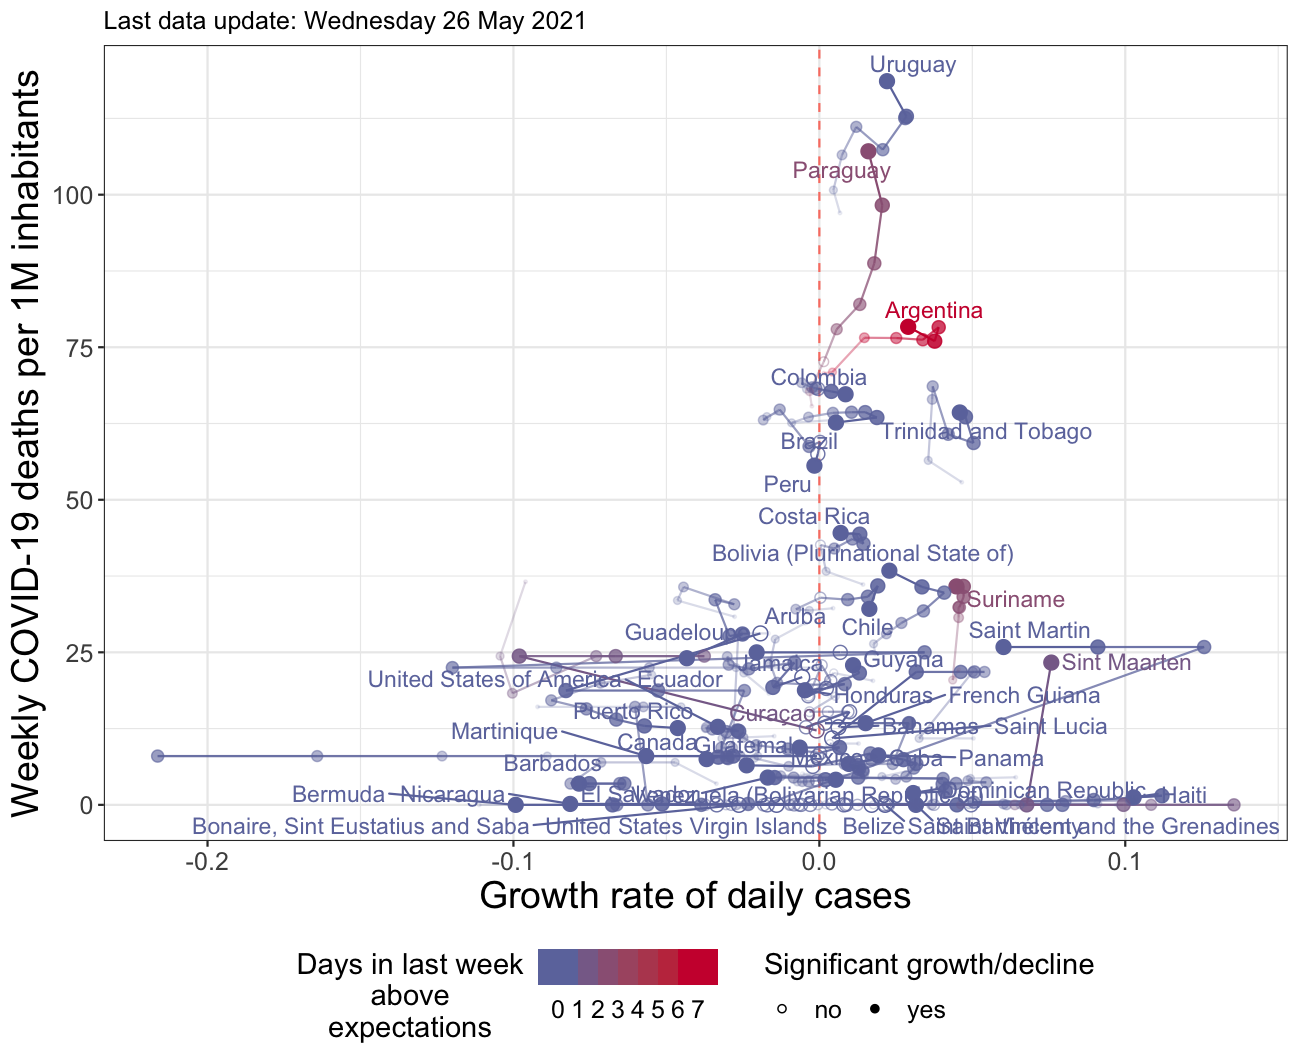 Last data update: Wednesday 26 May 2021
Weekly COVID-19 deaths per 1M inhabitants
100
75
50
25
0
Uruguay
Paraguay
Argentina
Colombia
Trinidad and Tobago
Brazil
Peru
Costa Rica
Bolivia (Plurinational State of)
Suriname
Aruba
Chile
Saint Martin
Guyana
Sint Maarten
Jamaica
United States of America
Ecuador
Honduras
French Guiana
Puerto Rico
Curacao
Martinique
Bahamas
Saint Lucia
Canada
Mexico
Cuba
Panama
Barbados
Bermuda
Nicaragua
El Salvador
(Bolivarian Republic of)
Dominican Republic
Haiti
Bonaire, Sint Eustatius and Saba
United States Virgin Islands
Belize
and the Grenadines
-0.2
-0.1
0.0
0.1
Growth rate of daily cases
Days in last week
above
expectations
0 1 2 3 4 5 6 7
Significant growth/decline
no
yes